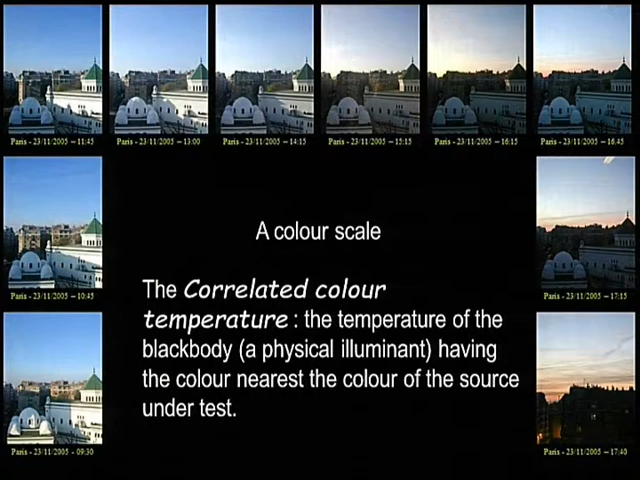 Paris - 23/11/2005 – 11:45
Paris - 23/11/2005 – 13:00
Paris - 23/11/2005 – 14:15
Paris - 23/11/2005 – 15:15
Paris - 23/11/2005 – 16:15
Paris - 23/11/2005 – 16:45
Paris - 23/11/2005 – 10:45
Paris - 23/11/2005 – 17:15
A colour scale
The Correlated colour
temperature : the temperature of the
blackbody (a physical illuminant) having
the colour nearest the colour of the source
under test.
Paris - 23/11/2005 - 09:30
Paris - 23/11/2005 – 17:40